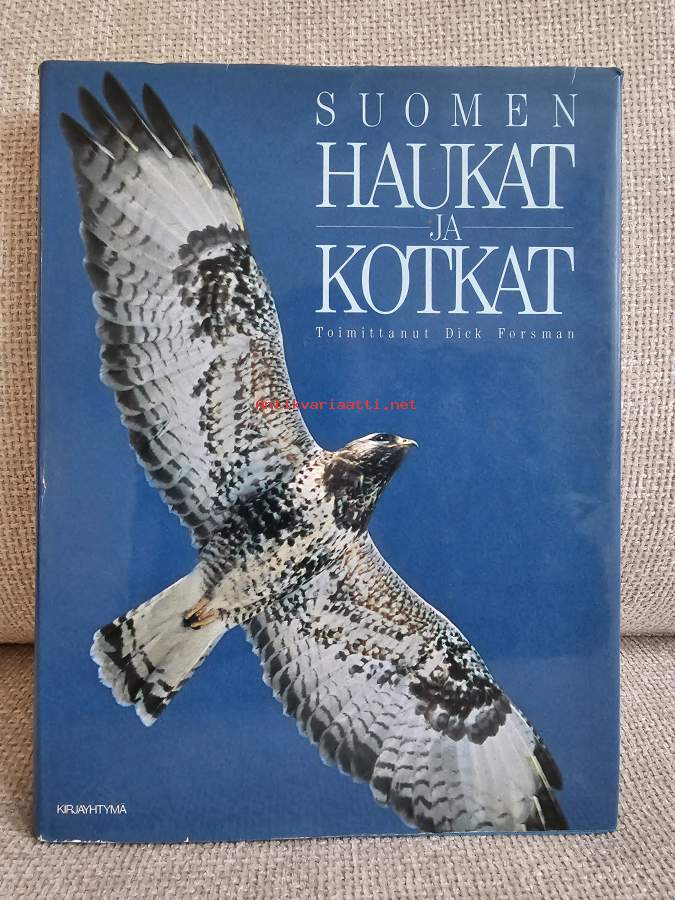 SUOMEN
HAUKAT
JA
KOTKAT
Toimittanut Dick Forsman
Antikvariaatti.net
KIRJAYHTYMÄ